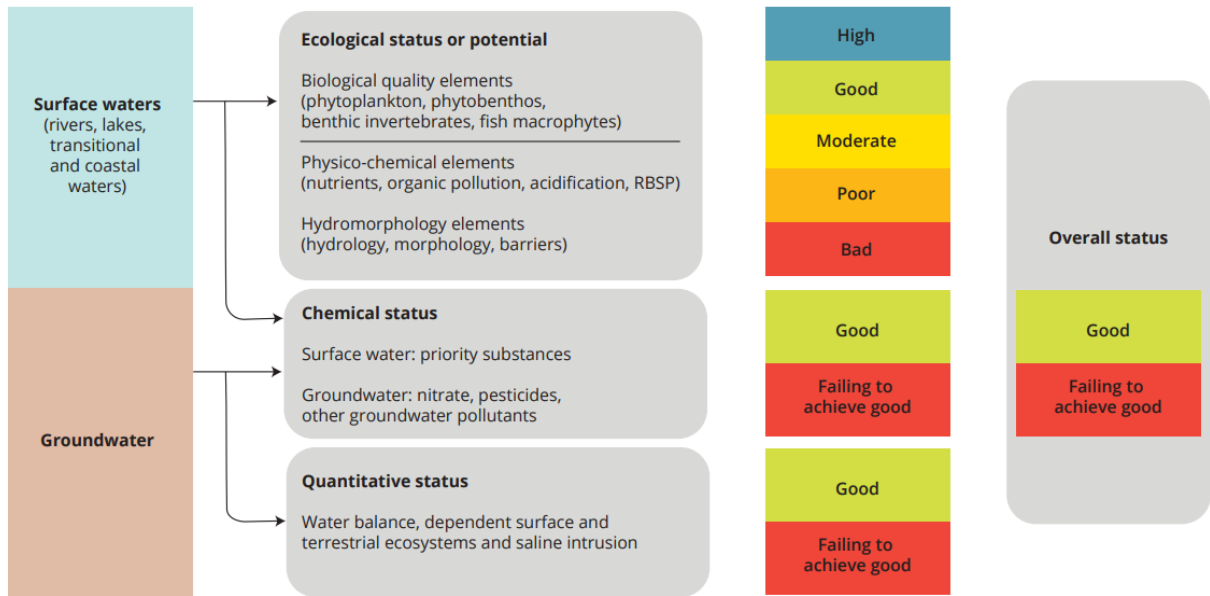 Surface waters
(rivers, lakes,
transitional
and coastal
waters)
Groundwater
Ecological status or potential
Biological quality elements
(phytoplankton, phytobenthos,
benthic invertebrates, fish macrophytes)
Physico-chemical elements
(nutrients, organic pollution, acidification, RBSP)
Hydromorphology elements
(hydrology, morphology, barriers)
Chemical status
Surface water: priority substances
Groundwater: nitrate, pesticides,
other groundwater pollutants
Quantitative status
Water balance, dependent surface and
terrestrial ecosystems and saline intrusion
High
Good
Moderate
Poor
Bad
Good
Failing to
achieve good
Good
Failing to
achieve good
Overall status
Good
Failing to
achieve good